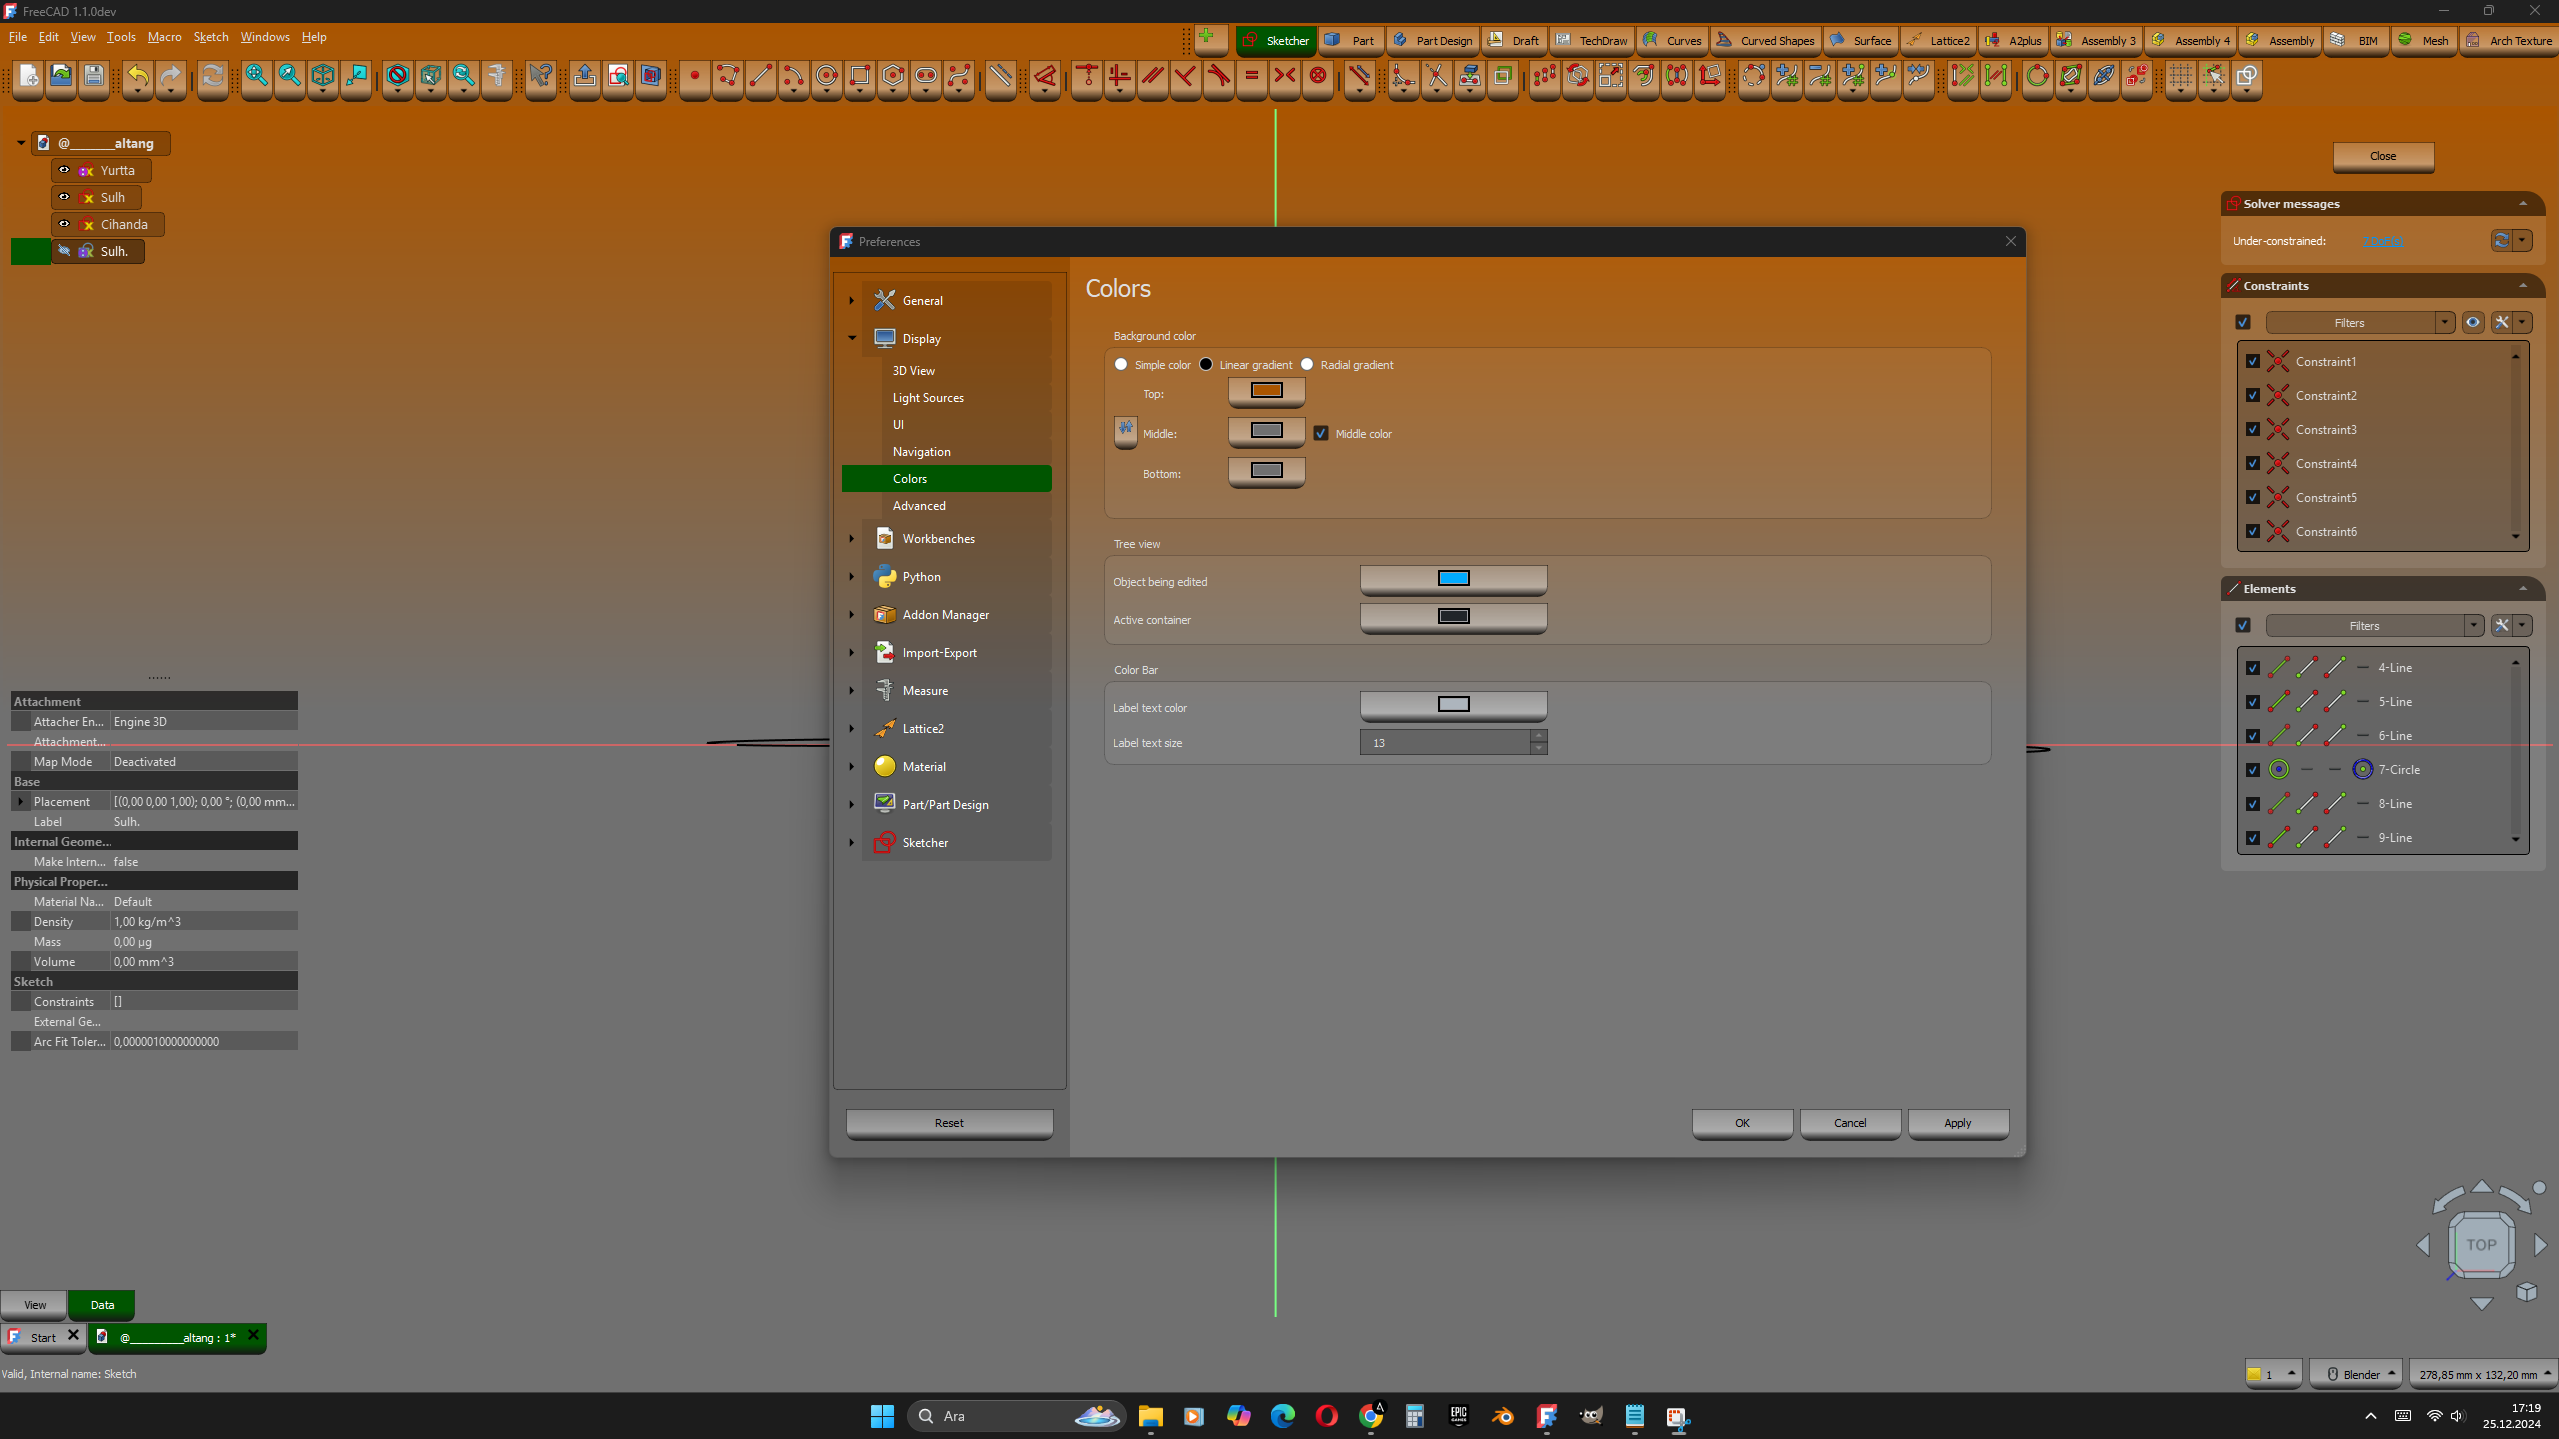 FreeCAD 1.1.0dev
File Edit View Tools Macro Sketch Windows Help
Sketcher Part Part Design Draft TechDraw Curves Curved Shapes Surface Lattice2 A2plus Assembly 3 Assembly 4 Assembly BIM Mesh Arch Texture
@______altang
Yurtta
Sulh
Cihanda
Sulh.
Attachment
Attacher En... Engine 3D
Attachment...
Map Mode Deactivated
Base
Placement [(0,00 0,00 1,00); 0,00 °; (0,00 mm...
Label Sulh.
Internal Geome...
Make Intern... false
Physical Proper...
Material Na... Default
Density 1,00 kg/m^3
Mass 0,00 µg
Volume 0,00 mm^3
Sketch
Constraints []
External Ge...
Arc Fit Toler... 0,0000010000000000
View Data
Start @________altang : 1*
Valid, Internal name: Sketch
Preferences
General
Display
3D View
Light Sources
UI
Navigation
Colors
Advanced
Workbenches
Python
Addon Manager
Import-Export
Measure
Lattice2
Material
Part/Part Design
Sketcher
Reset
Colors
Background color
Simple color Linear gradient Radial gradient
Top:
Middle: Middle color
Bottom:
Tree view
Object being edited
Active container
Color Bar
Label text color
Label text size 13
OK Cancel Apply
Close
Solver messages
Under-constrained:
Constraints
Filters
Constraint1
Constraint2
Constraint3
Constraint4
Constraint5
Constraint6
Elements
Filters
4-Line
5-Line
6-Line
7-Circle
8-Line
9-Line
TOP
1 Blender 278,85 mm x 132,20 mm
Ara
EPIC GAMES
17:19
25.12.2024